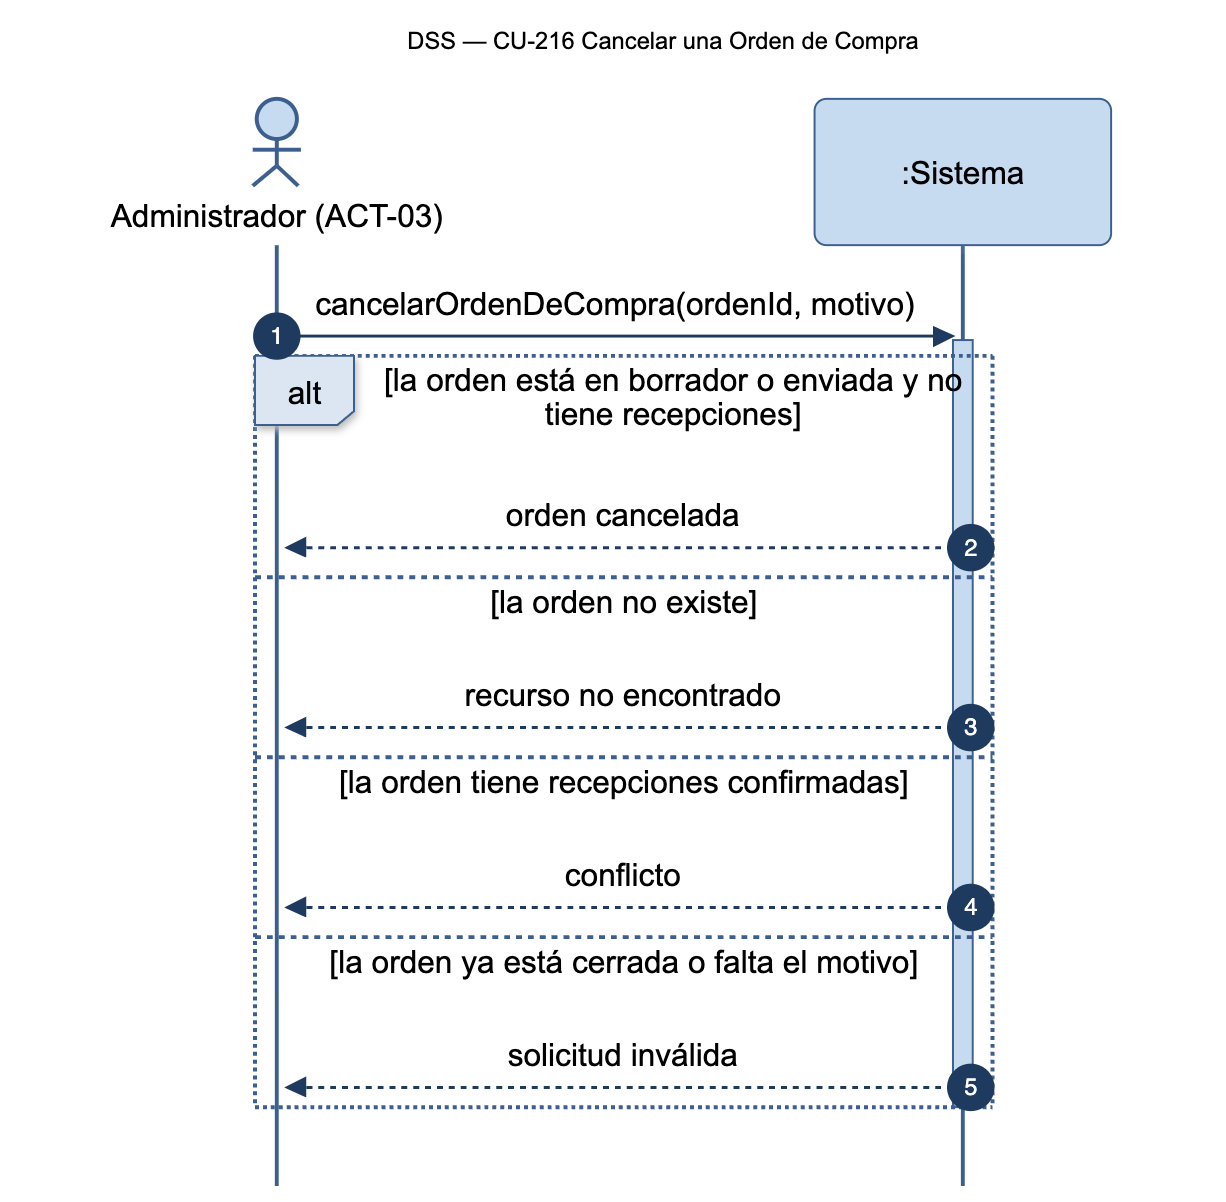 DSS — CU-216 Cancelar una Orden de Compra
:Sistema
Administrador (ACT-03)
cancelarOrdenDeCompra(ordenId, motivo)
1
alt
[la orden está en borrador o enviada y no
tiene recepciones]
orden cancelada
2
[la orden no existe]
recurso no encontrado
3
[la orden tiene recepciones confirmadas]
conflicto
4
[la orden ya está cerrada o falta el motivo]
solicitud inválida
5